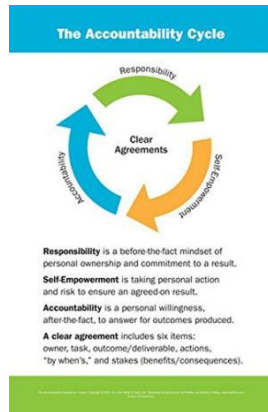 The Accountability Cycle
Responsibility
Clear
Agreements
Self-Empowerment
Accountability
Responsibility is a before-the-fact mindset of
personal ownership and commitment to a result.
Self-Empowerment is taking personal action
and risk to ensure an agreed-on result.
Accountability is a personal willingness,
after-the-fact, to answer for outcomes produced.
A clear agreement includes six items:
owner, task, outcome/deliverable, actions,
"by when's," and stakes (benefits/consequences).